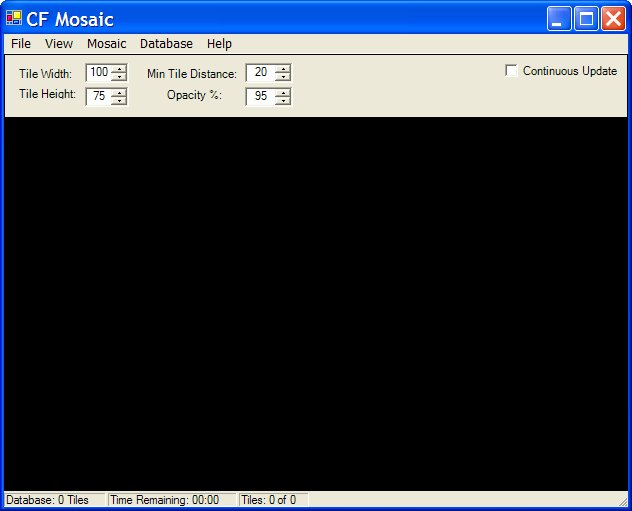 CF Mosaic
File View Mosaic Database Help
Tile Width: 100 Min Tile Distance: 20 Continuous Update
Tile Height: 75 Opacity %: 95
Database: 0 Tiles Time Remaining: 00:00 Tiles: 0 of 0